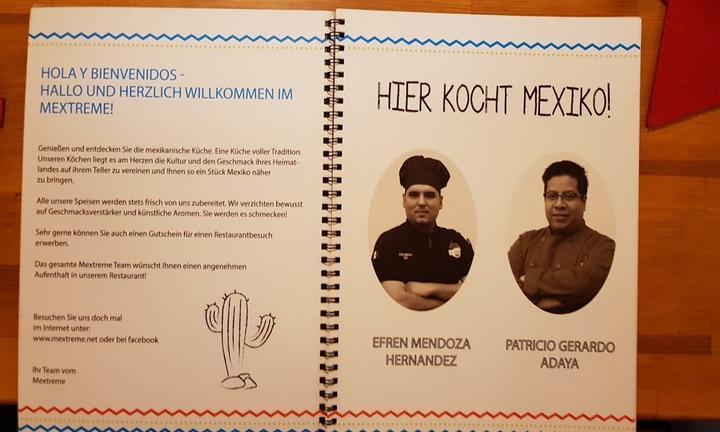 HOLA Y BIENVENIDOS -
HALLO UND HERZLICH WILLKOMMEN IM
MEXTREME!
Genießen und entdecken Sie die mexikanische Küche. Eine Küche voller Tradition.
Unseren Köchen liegt es am Herzen die Kultur und den Geschmack ihres Heimat-
landes auf ihrem Teller zu vereinen und Ihnen so ein Stück Mexiko näher
zu bringen.
Alle unsere Speisen werden stets frisch von uns zubereitet. Wir verzichten bewusst
auf Geschmacksverstärker und künstliche Aromen. Sie werden es schmecken!
Sehr gerne können Sie auch einen Gutschein für einen Restaurantbesuch
erwerben.
Das gesamte Mextreme Team wünscht Ihnen einen angenehmen
Aufenthalt in unserem Restaurant!
Besuchen Sie uns doch mal
im Internet unter:
www.mextreme.net oder bei facebook
Ihr Team vom
Mextreme
HIER KOCHT MEXIKO!
EFREN MENDOZA
HERNANDEZ
PATRICIO GERARDO
ADAYA